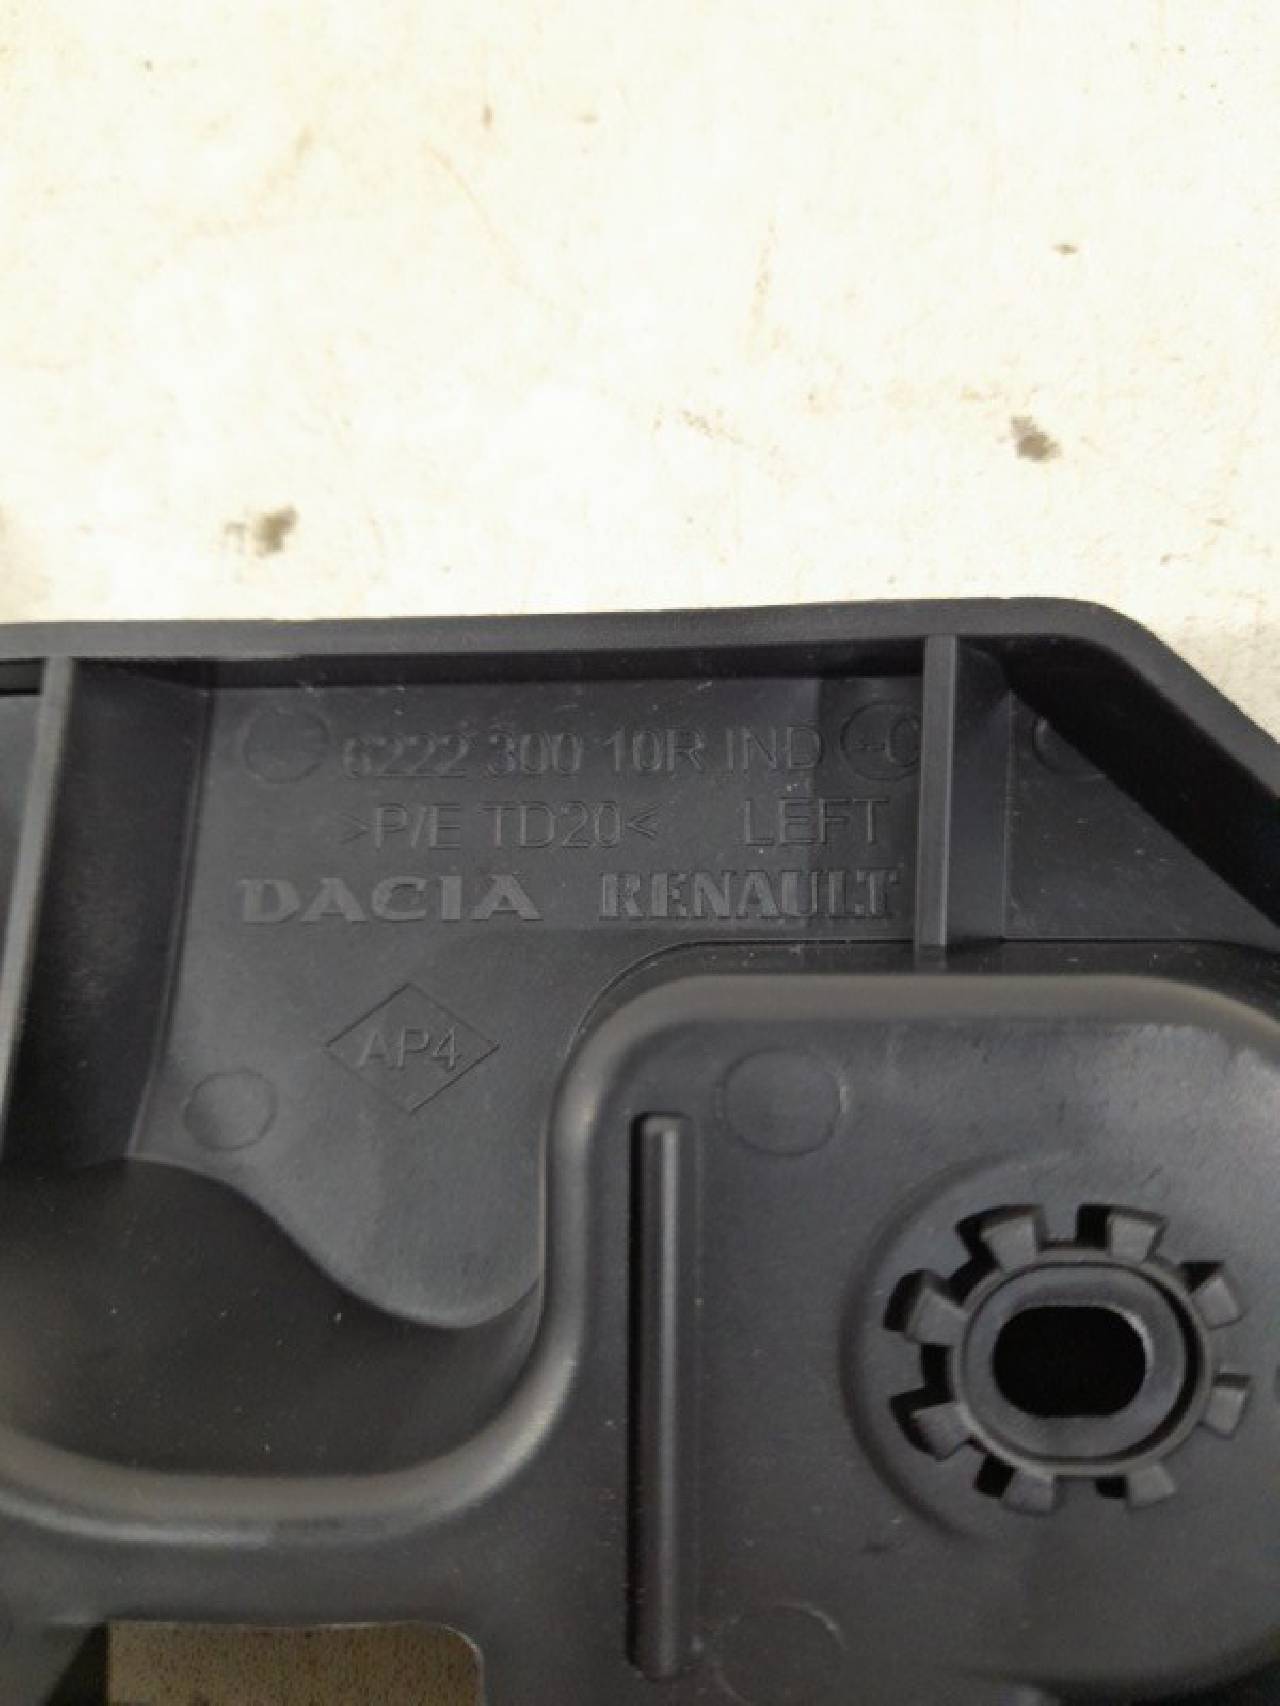 6222 300 10R IND -C
>P/E TD20< LEFT
DACIA RENAULT
AP4